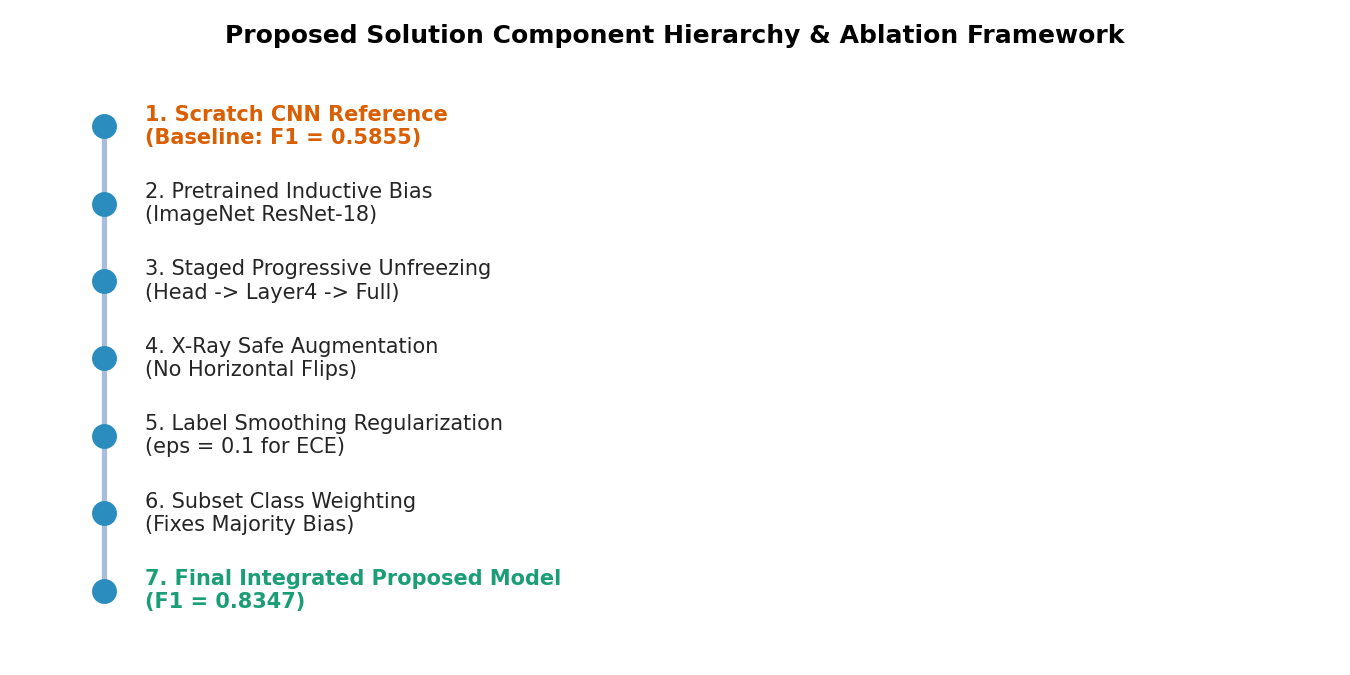 Proposed Solution Component Hierarchy & Ablation Framework
1. Scratch CNN Reference
(Baseline: F1 = 0.5855)
2. Pretrained Inductive Bias
(ImageNet ResNet-18)
3. Staged Progressive Unfreezing
(Head -> Layer4 -> Full)
4. X-Ray Safe Augmentation
(No Horizontal Flips)
5. Label Smoothing Regularization
(eps = 0.1 for ECE)
6. Subset Class Weighting
(Fixes Majority Bias)
7. Final Integrated Proposed Model
(F1 = 0.8347)